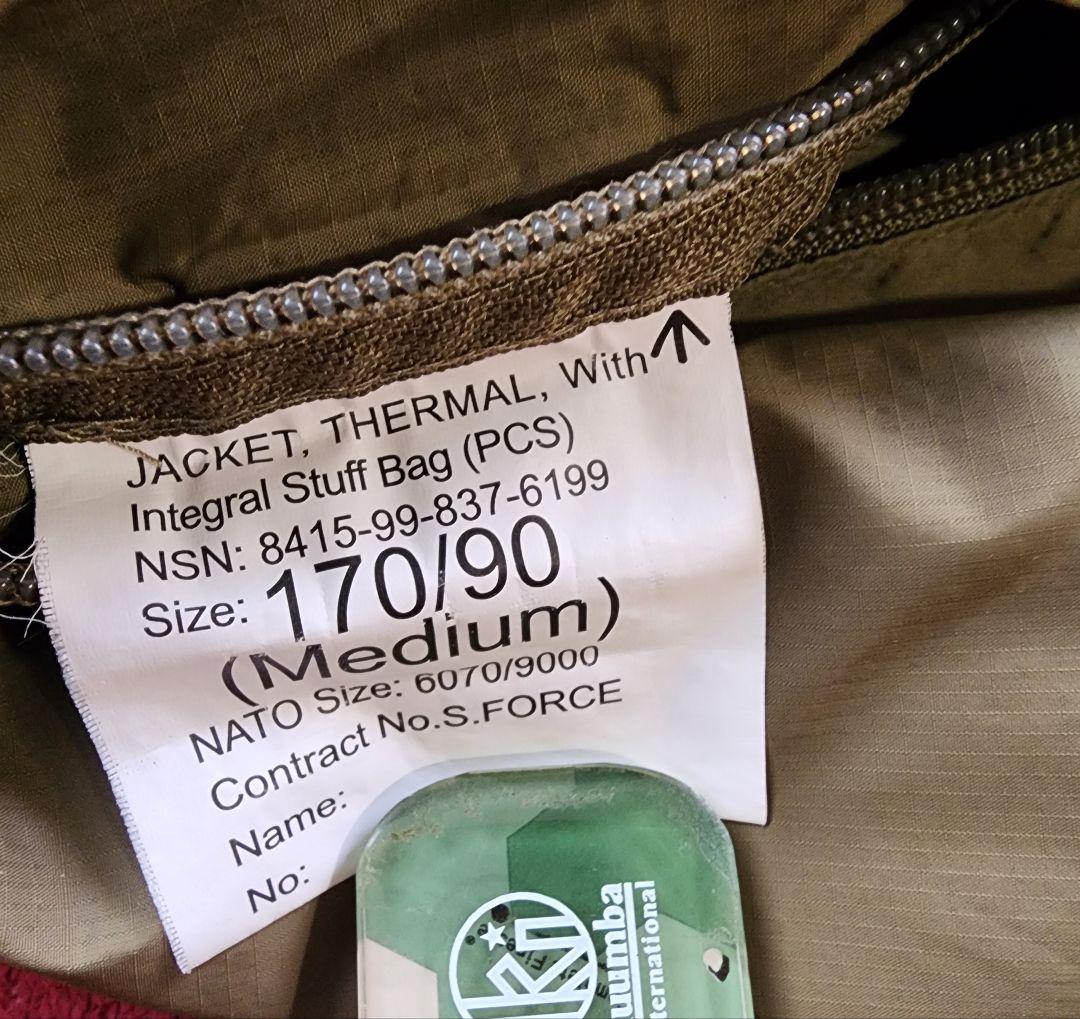 JACKET, THERMAL, With
Integral Stuff Bag (PCS)
NSN: 8415-99-837-6199
Size: 170/90
(Medium)
NATO Size: 6070/9000
Contract No.S.FORCE
Name:
No:
ki